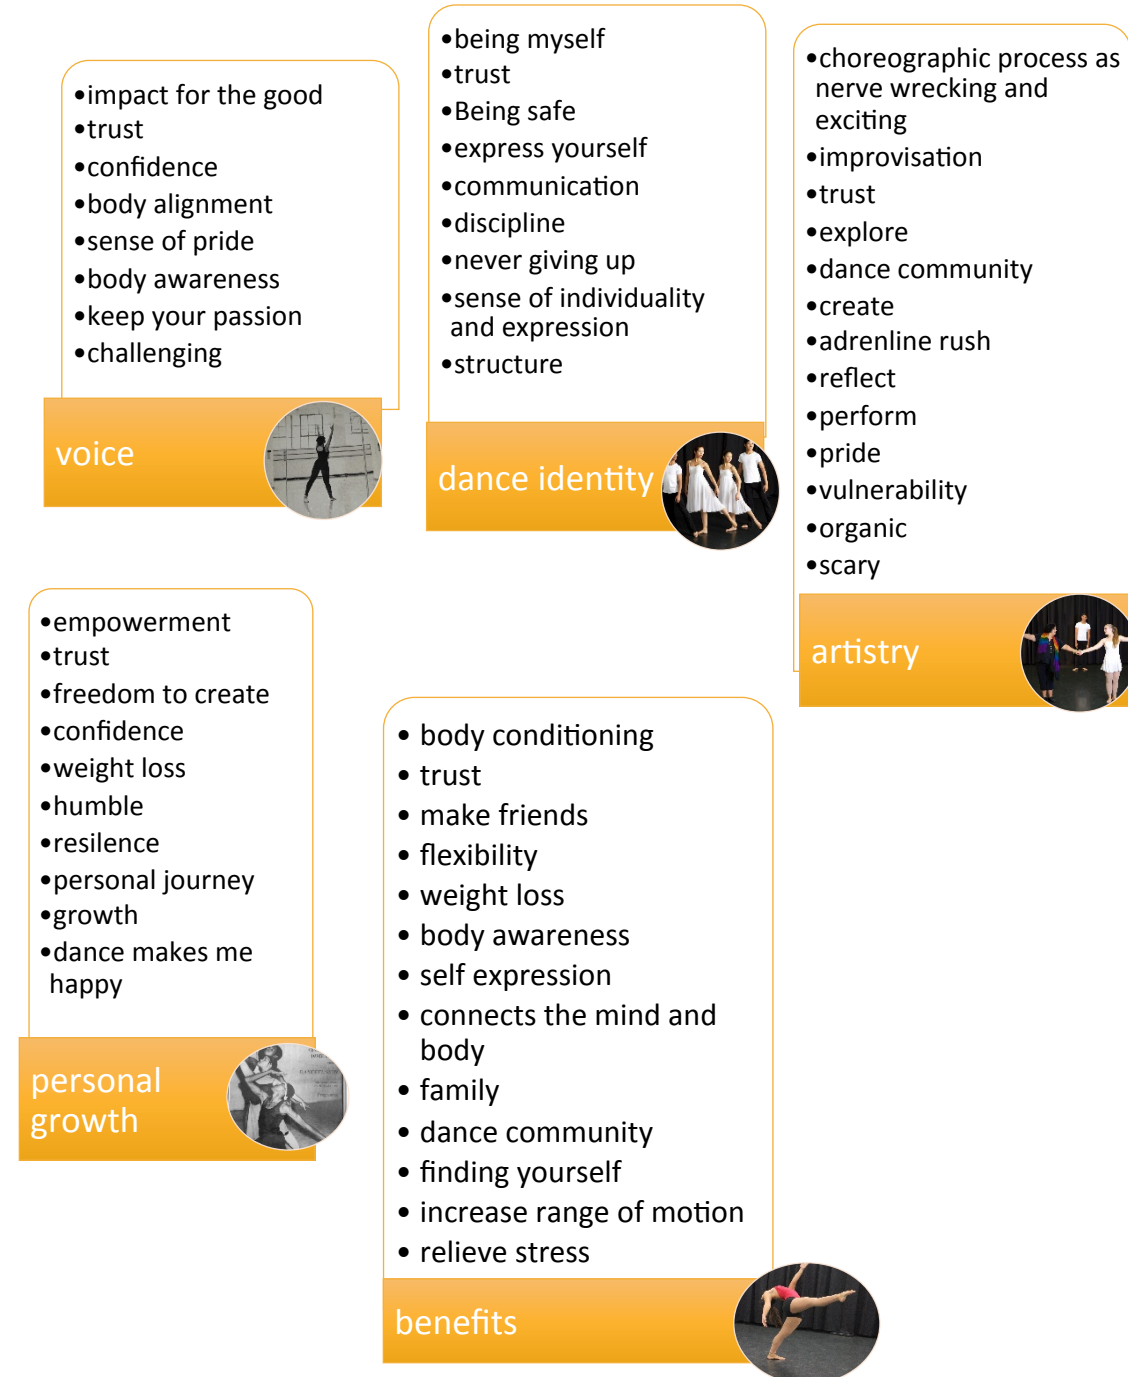 •impact for the good
•trust
•confidence
•body alignment
•sense of pride
•body awareness
•keep your passion
•challenging
voice
•being myself
•trust
•Being safe
•express yourself
•communication
•discipline
•never giving up
•sense of individuality
and expression
•structure
dance identity
•choreographic process as
nerve wrecking and
exciting
•improvisation
•trust
•explore
•dance community
•create
•adrenline rush
•reflect
•perform
•pride
•vulnerability
•organic
•scary
artistry
•empowerment
•trust
•freedom to create
•confidence
•weight loss
•humble
•resilence
•personal journey
•growth
•dance makes me
happy
personal
growth
• body conditioning
• trust
• make friends
• flexibility
• weight loss
• body awareness
• self expression
• connects the mind and
body
• family
• dance community
• finding yourself
• increase range of motion
• relieve stress
benefits